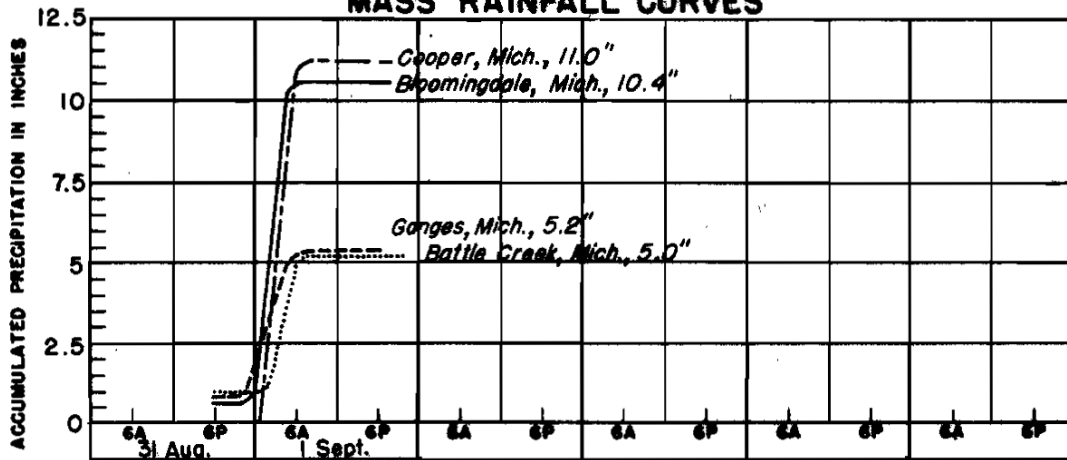 MASS RAINFALL CURVES
ACCUMULATED PRECIPITATION IN INCHES
12.5
10
7.5
5
2.5
0
Cooper, Mich., 11.0"
Bloomingdale, Mich., 10.4"
Ganges, Mich., 5.2"
Battle Creek, Mich., 5.0"
6A 6P 6A 6P 6A 6P 6A 6P 6A 6P 6A 6P
31 Aug. 1 Sept.